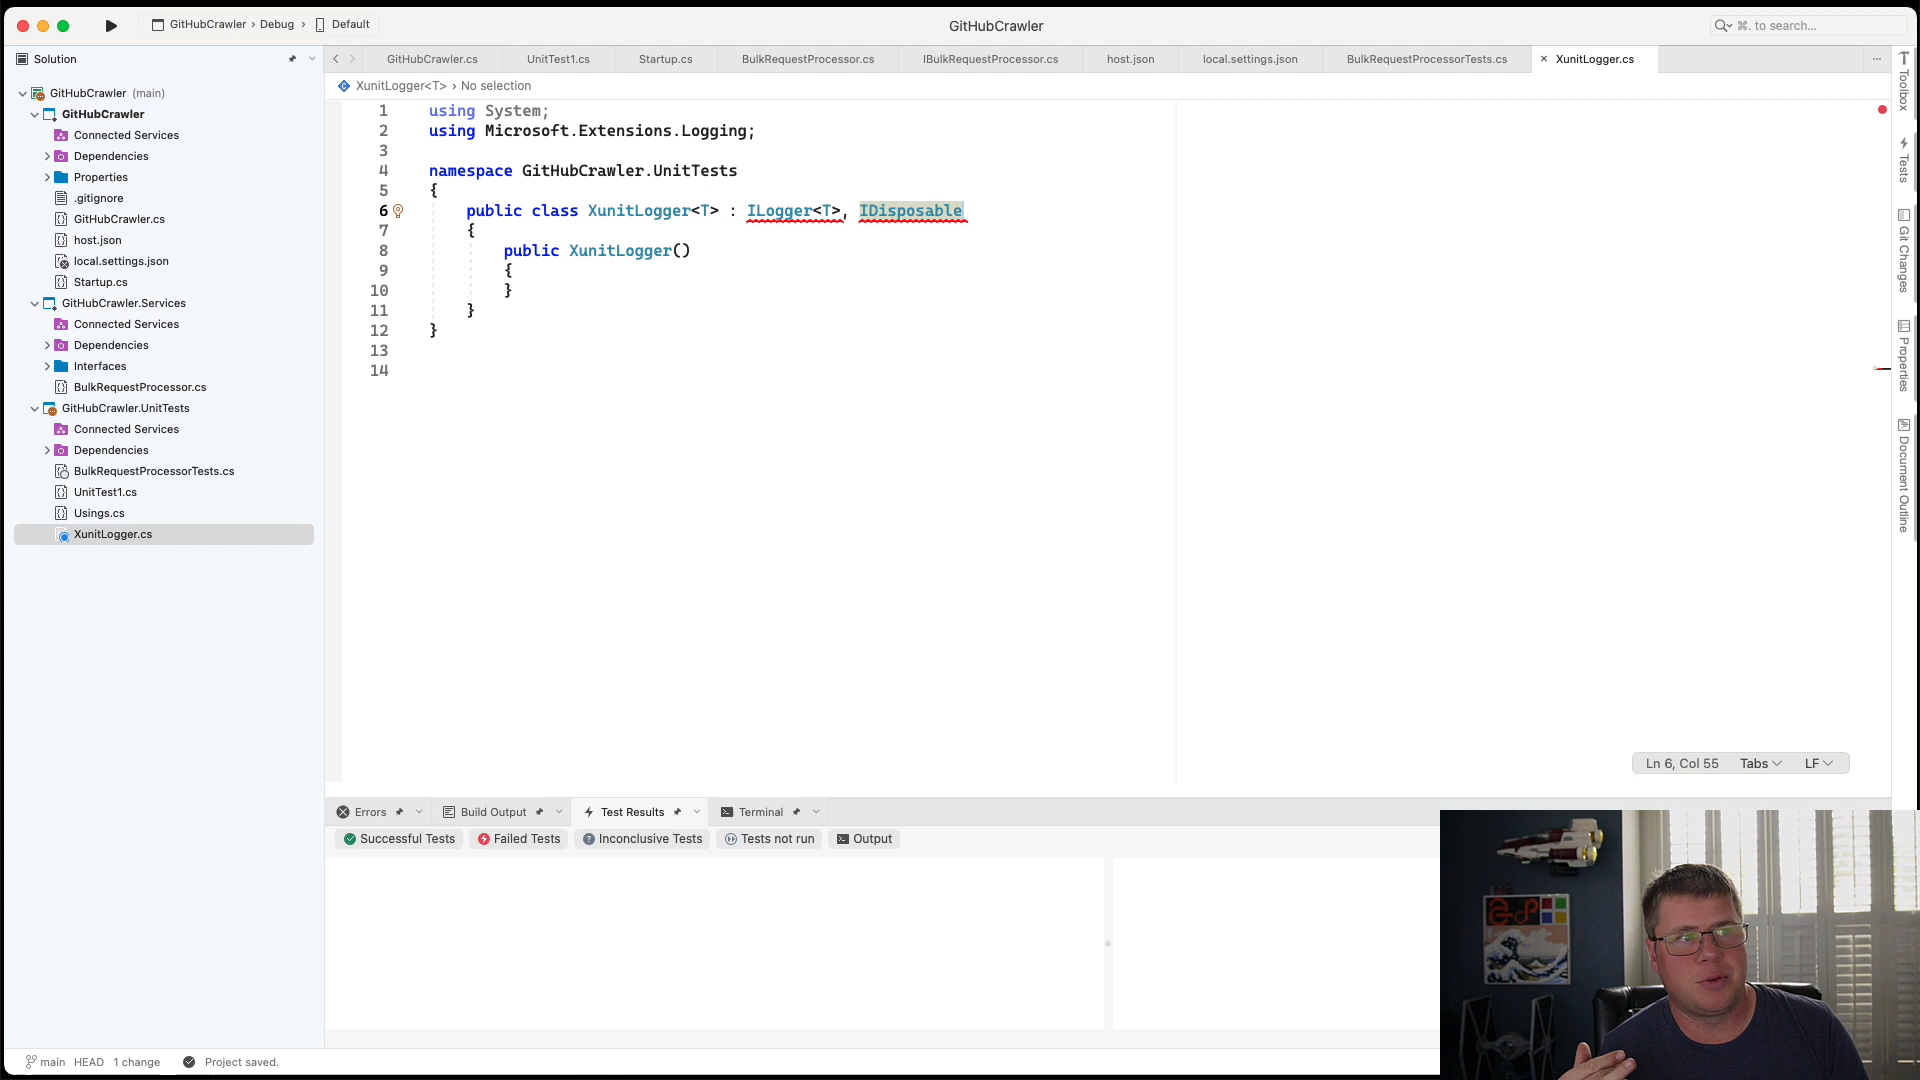 GitHubCrawler › Debug › Default
GitHubCrawler
⌘. to search...
Solution
GitHubCrawler.cs
UnitTest1.cs
Startup.cs
BulkRequestProcessor.cs
IBulkRequestProcessor.cs
host.json
local.settings.json
BulkRequestProcessorTests.cs
XunitLogger.cs
XunitLogger<T> › No selection
GitHubCrawler (main)
GitHubCrawler
Connected Services
Dependencies
Properties
.gitignore
GitHubCrawler.cs
host.json
local.settings.json
Startup.cs
GitHubCrawler.Services
Connected Services
Dependencies
Interfaces
BulkRequestProcessor.cs
GitHubCrawler.UnitTests
Connected Services
Dependencies
BulkRequestProcessorTests.cs
UnitTest1.cs
Usings.cs
XunitLogger.cs
1 using System;
2 using Microsoft.Extensions.Logging;
3
4 namespace GitHubCrawler.UnitTests
5 {
6 public class XunitLogger<T> : ILogger<T>, IDisposable
7 {
8 public XunitLogger()
9 {
10 }
11 }
12 }
13
14
Toolbox
Tests
Git Changes
Properties
Document Outline
Ln 6, Col 55 Tabs LF
Errors
Build Output
Test Results
Terminal
Successful Tests
Failed Tests
Inconclusive Tests
Tests not run
Output
main HEAD 1 change Project saved.